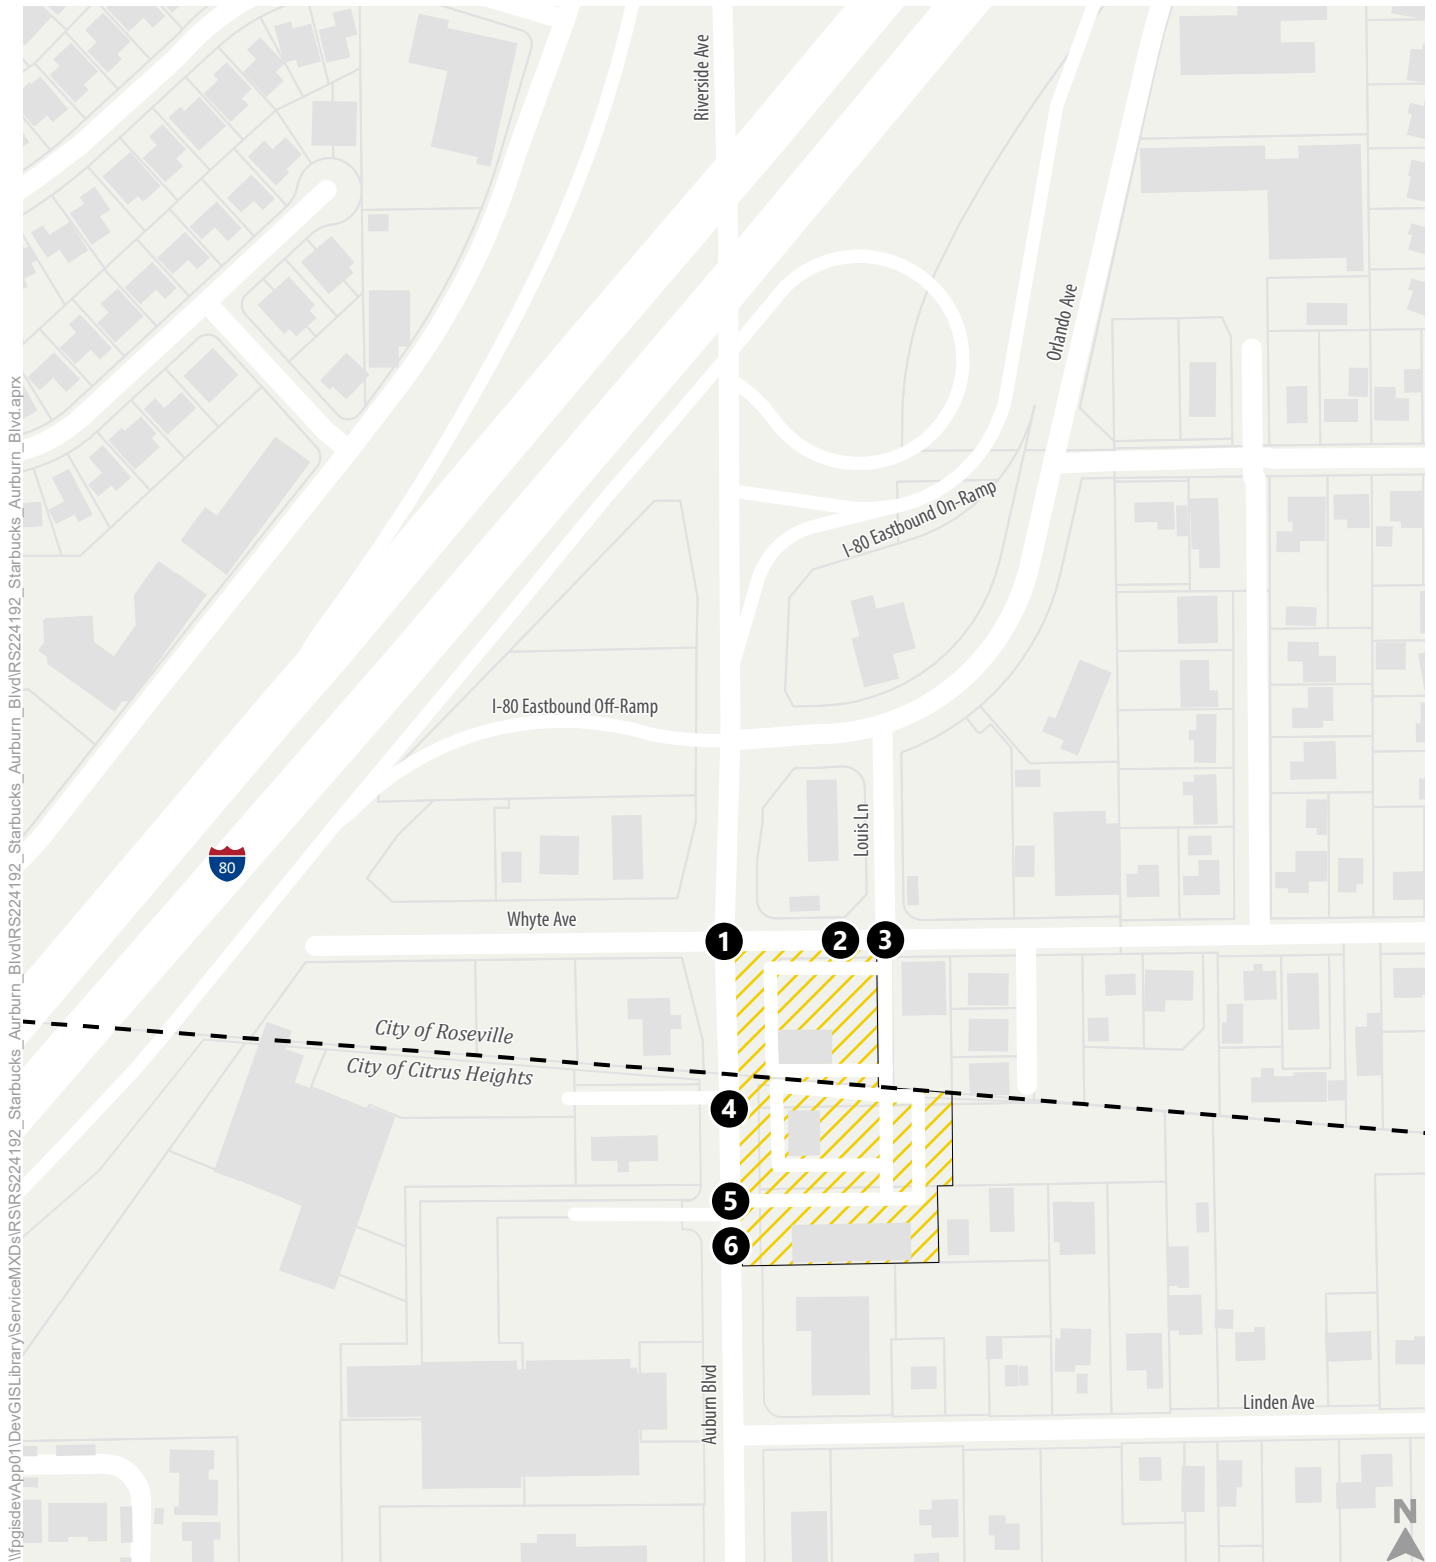 Riverside Ave
Orlando Ave
I-80 Eastbound On-Ramp
I-80 Eastbound Off-Ramp
Louis Ln
80
Whyte Ave
1
2
3
City of Roseville
City of Citrus Heights
4
5
6
Auburn Blvd
Linden Ave
N
\\fpgisdevApp01\DevGISLibrary\ServiceMXDs\RS\RS224192_Starbucks_Aurburn_Blvd\RS224192_Starbucks_Aurburn_Blvd\RS224192_Starbucks_Aurburn_Blvd.aprx